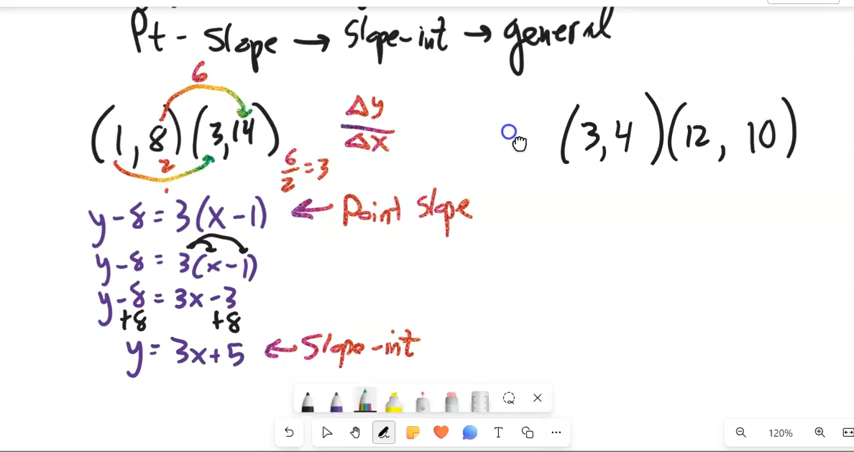 Pt - Slope → Slope-int → general
6
(1, 8) (3, 14)
2
Δy
Δx
6/2 = 3
y - 8 = 3(x - 1) ← Point Slope
y - 8 = 3(x - 1)
y - 8 = 3x - 3
+8 +8
y = 3x + 5 ← Slope-int
(3, 4) (12, 10)
T
120%